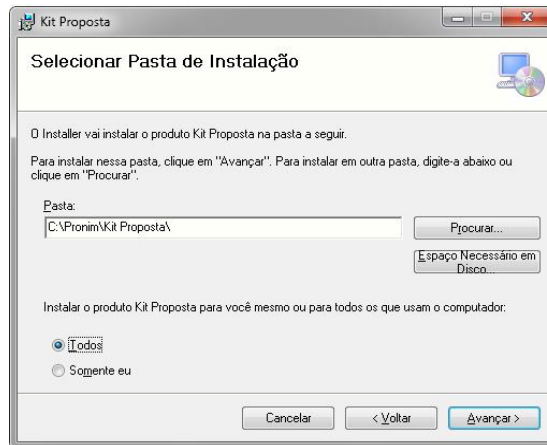 Kit Proposta
Selecionar Pasta de Instalação
O Installer vai instalar o produto Kit Proposta na pasta a seguir.
Para instalar nessa pasta, clique em "Avançar". Para instalar em outra pasta, digite-a abaixo ou
clique em "Procurar".
Pasta:
C:\Pronim\Kit Proposta\
Procurar...
Espaço Necessário em
Disco...
Instalar o produto Kit Proposta para você mesmo ou para todos os que usam o computador:
Todos
Somente eu
Cancelar
< Voltar
Avançar >